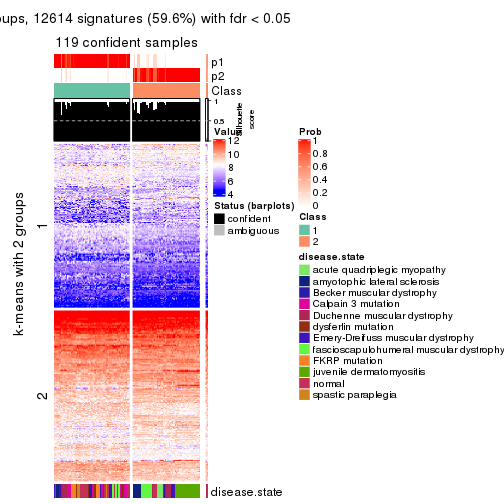 oups, 12614 signatures (59.6%) with fdr < 0.05
119 confident samples
p1
p2
Class
1
0.5
0
Silhouette
score
Value
12
10
8
6
4
Status (barplots)
confident
ambiguous
Prob
1
0.8
0.6
0.4
0.2
0
Class
1
2
disease.state
acute quadriplegic myopathy
amyotophic lateral sclerosis
Becker muscular dystrophy
Calpain 3 mutation
Duchenne muscular dystrophy
dysferlin mutation
Emery-Dreifuss muscular dystrophy
fascioscapulohumeral muscular dystrophy
FKRP mutation
juvenile dermatomyositis
normal
spastic paraplegia
k-means with 2 groups
1
2
disease.state